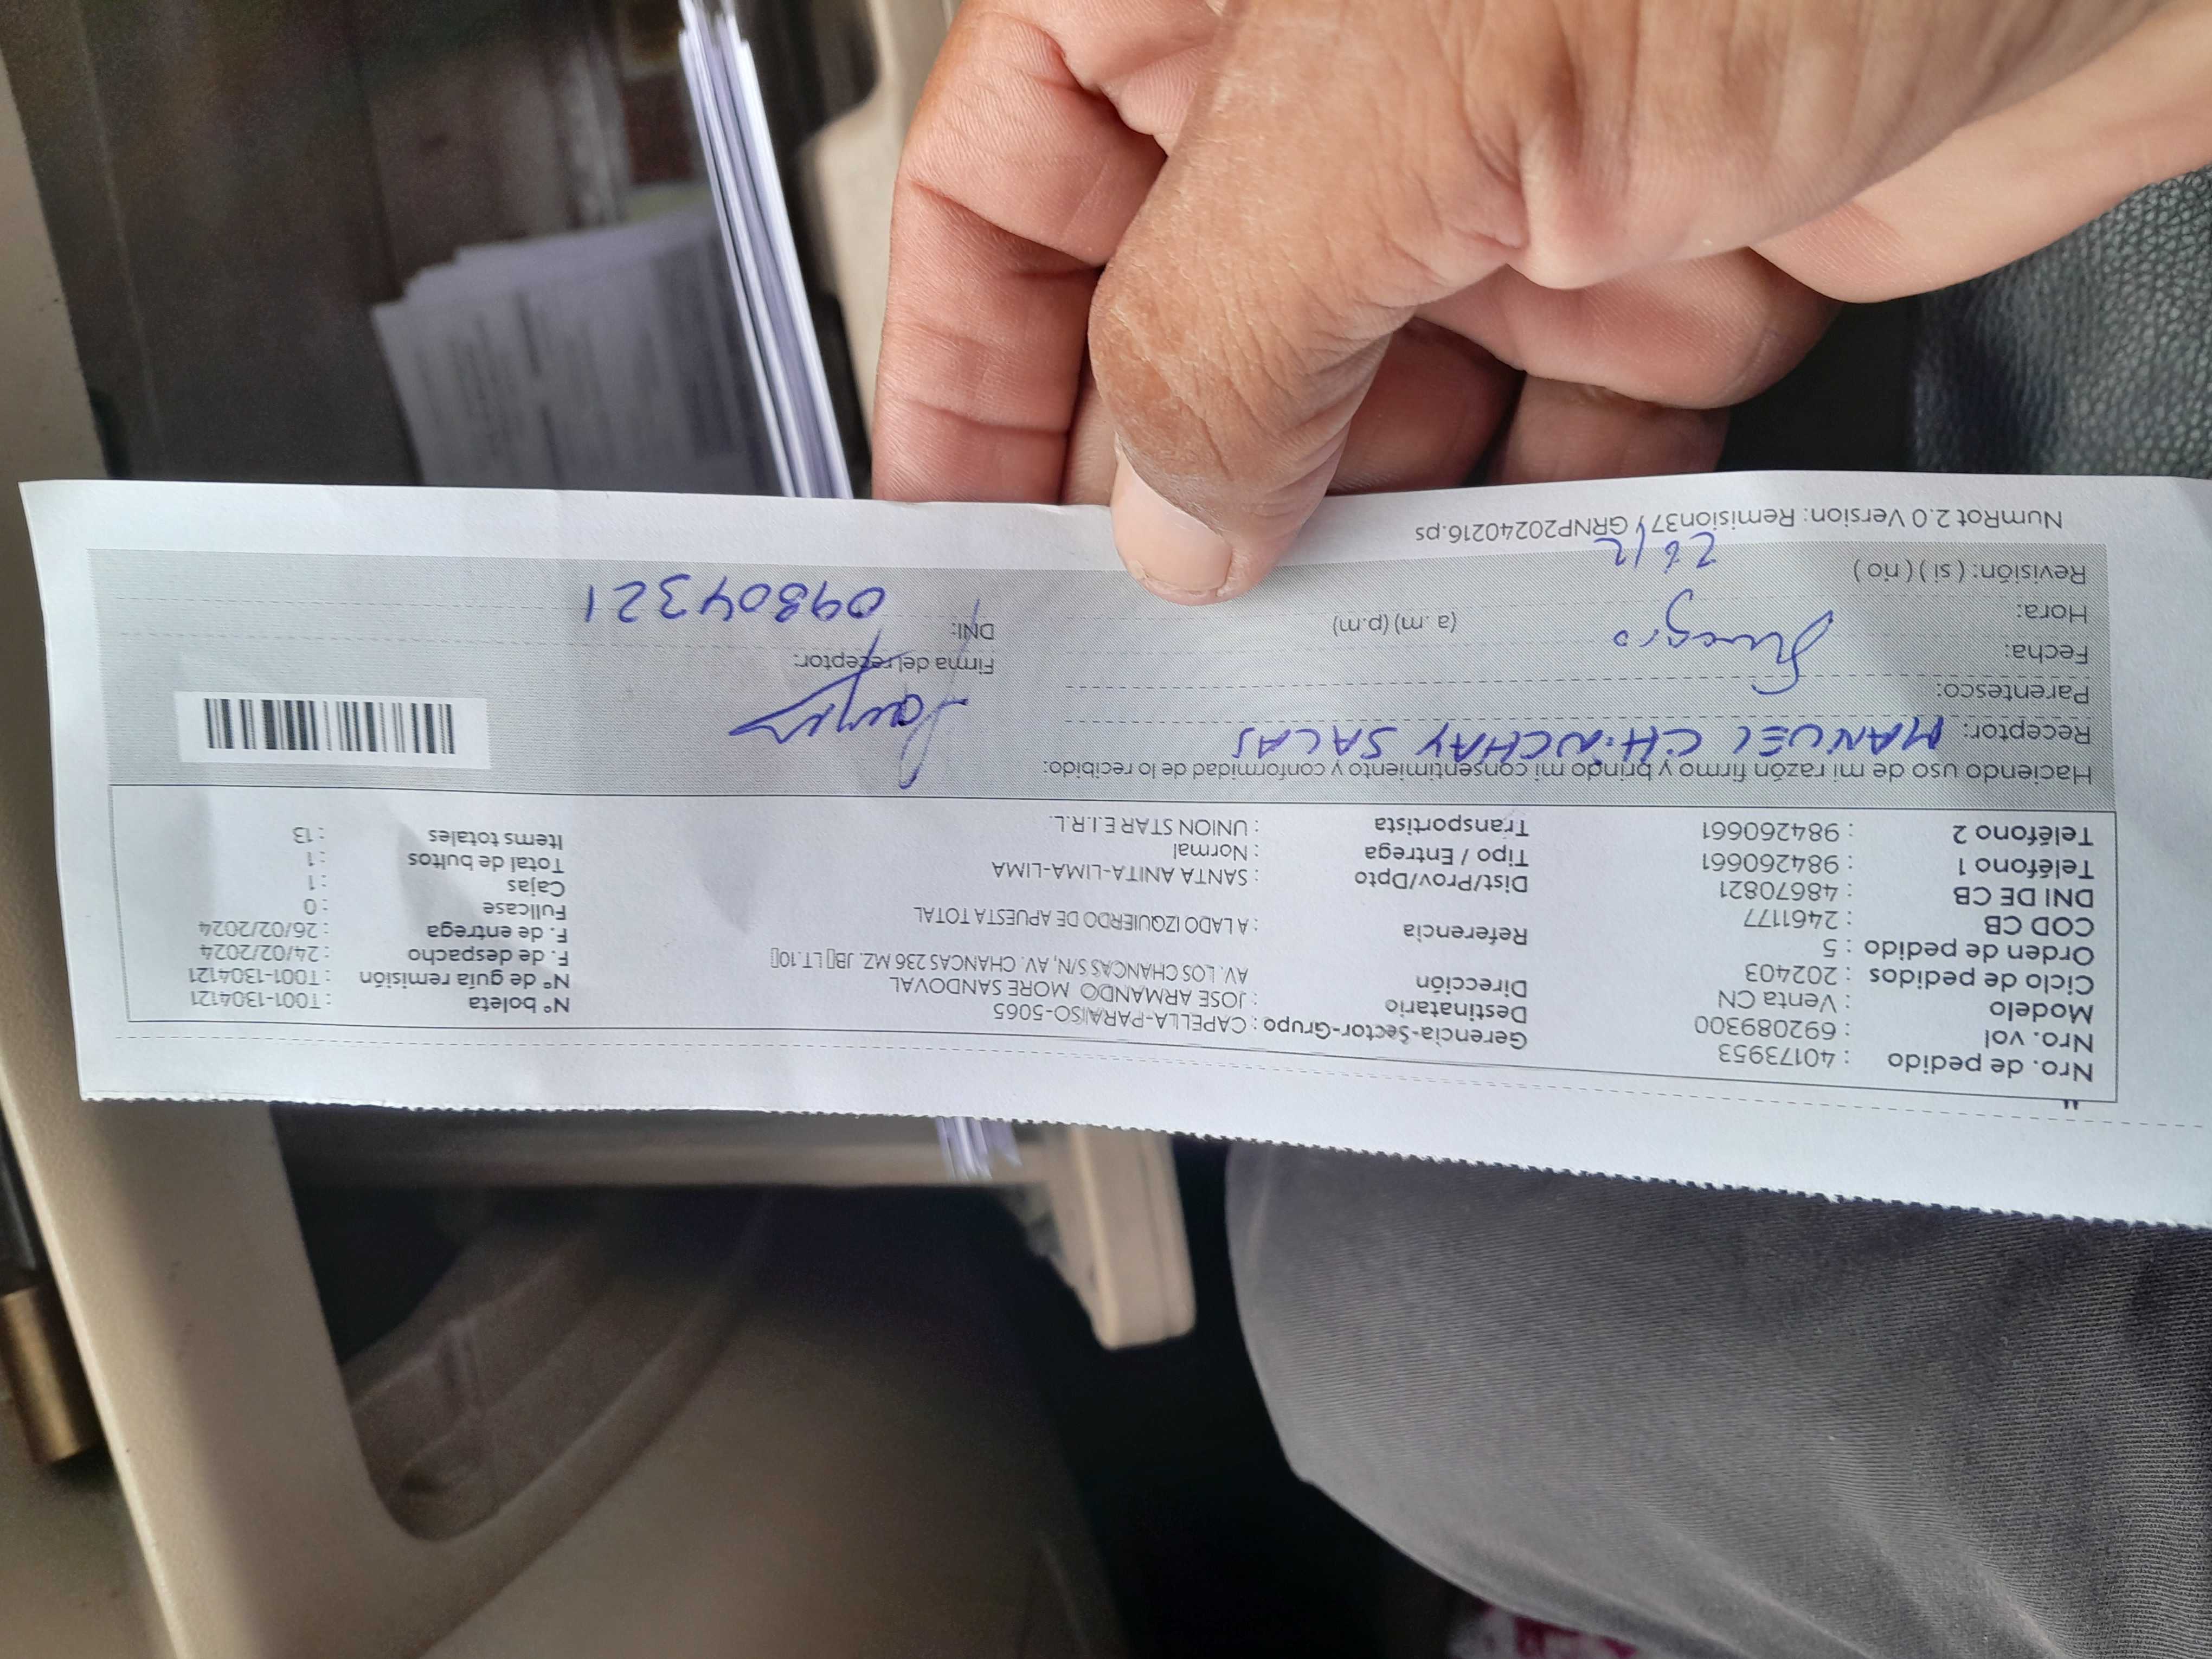 Nro. de pedido : 40173953
Nro. vol : 692089300
Modelo : Venta CN
Ciclo de pedidos : 202403
Orden de pedido : 5
COD CB : 2461177
DNI DE CB : 48670821
Teléfono 1 : 984260661
Teléfono 2 : 984260661
Gerencia-Sector-Grupo : CAPELLA-PARAISO-5065
Destinatario : JOSE ARMANDO MORE SANDOVAL
Dirección AV. LOS CHANCAS S/N, AV. CHANCAS 236 MZ. JB▯LT.10▯
Referencia : A LADO IZQUIERDO DE APUESTA TOTAL
Dist/Prov/Dpto : SANTA ANITA-LIMA-LIMA
Tipo / Entrega : Normal
Transportista : UNION STAR E.I.R.L.
N° boleta : T001-1304121
N° de guía remisión : T001-1304121
F. de despacho : 24/02/2024
F. de entrega : 26/02/2024
Fullcase : 0
Cajas : 1
Total de bultos : 1
Items totales : 13
Haciendo uso de mi razón firmo y brindo mi consentimiento y conformidad de lo recibido:
Receptor: MANUEL CHINCHAY SALAS
Parentesco:
Fecha: Suegro
Hora: (a.m) (p.m)
Revisión: ( si ) ( no )
26/2
Firma del receptor:
DNI: 09804321
NumRot 2.0 Version: Remision37 / GRNP20240216.ps